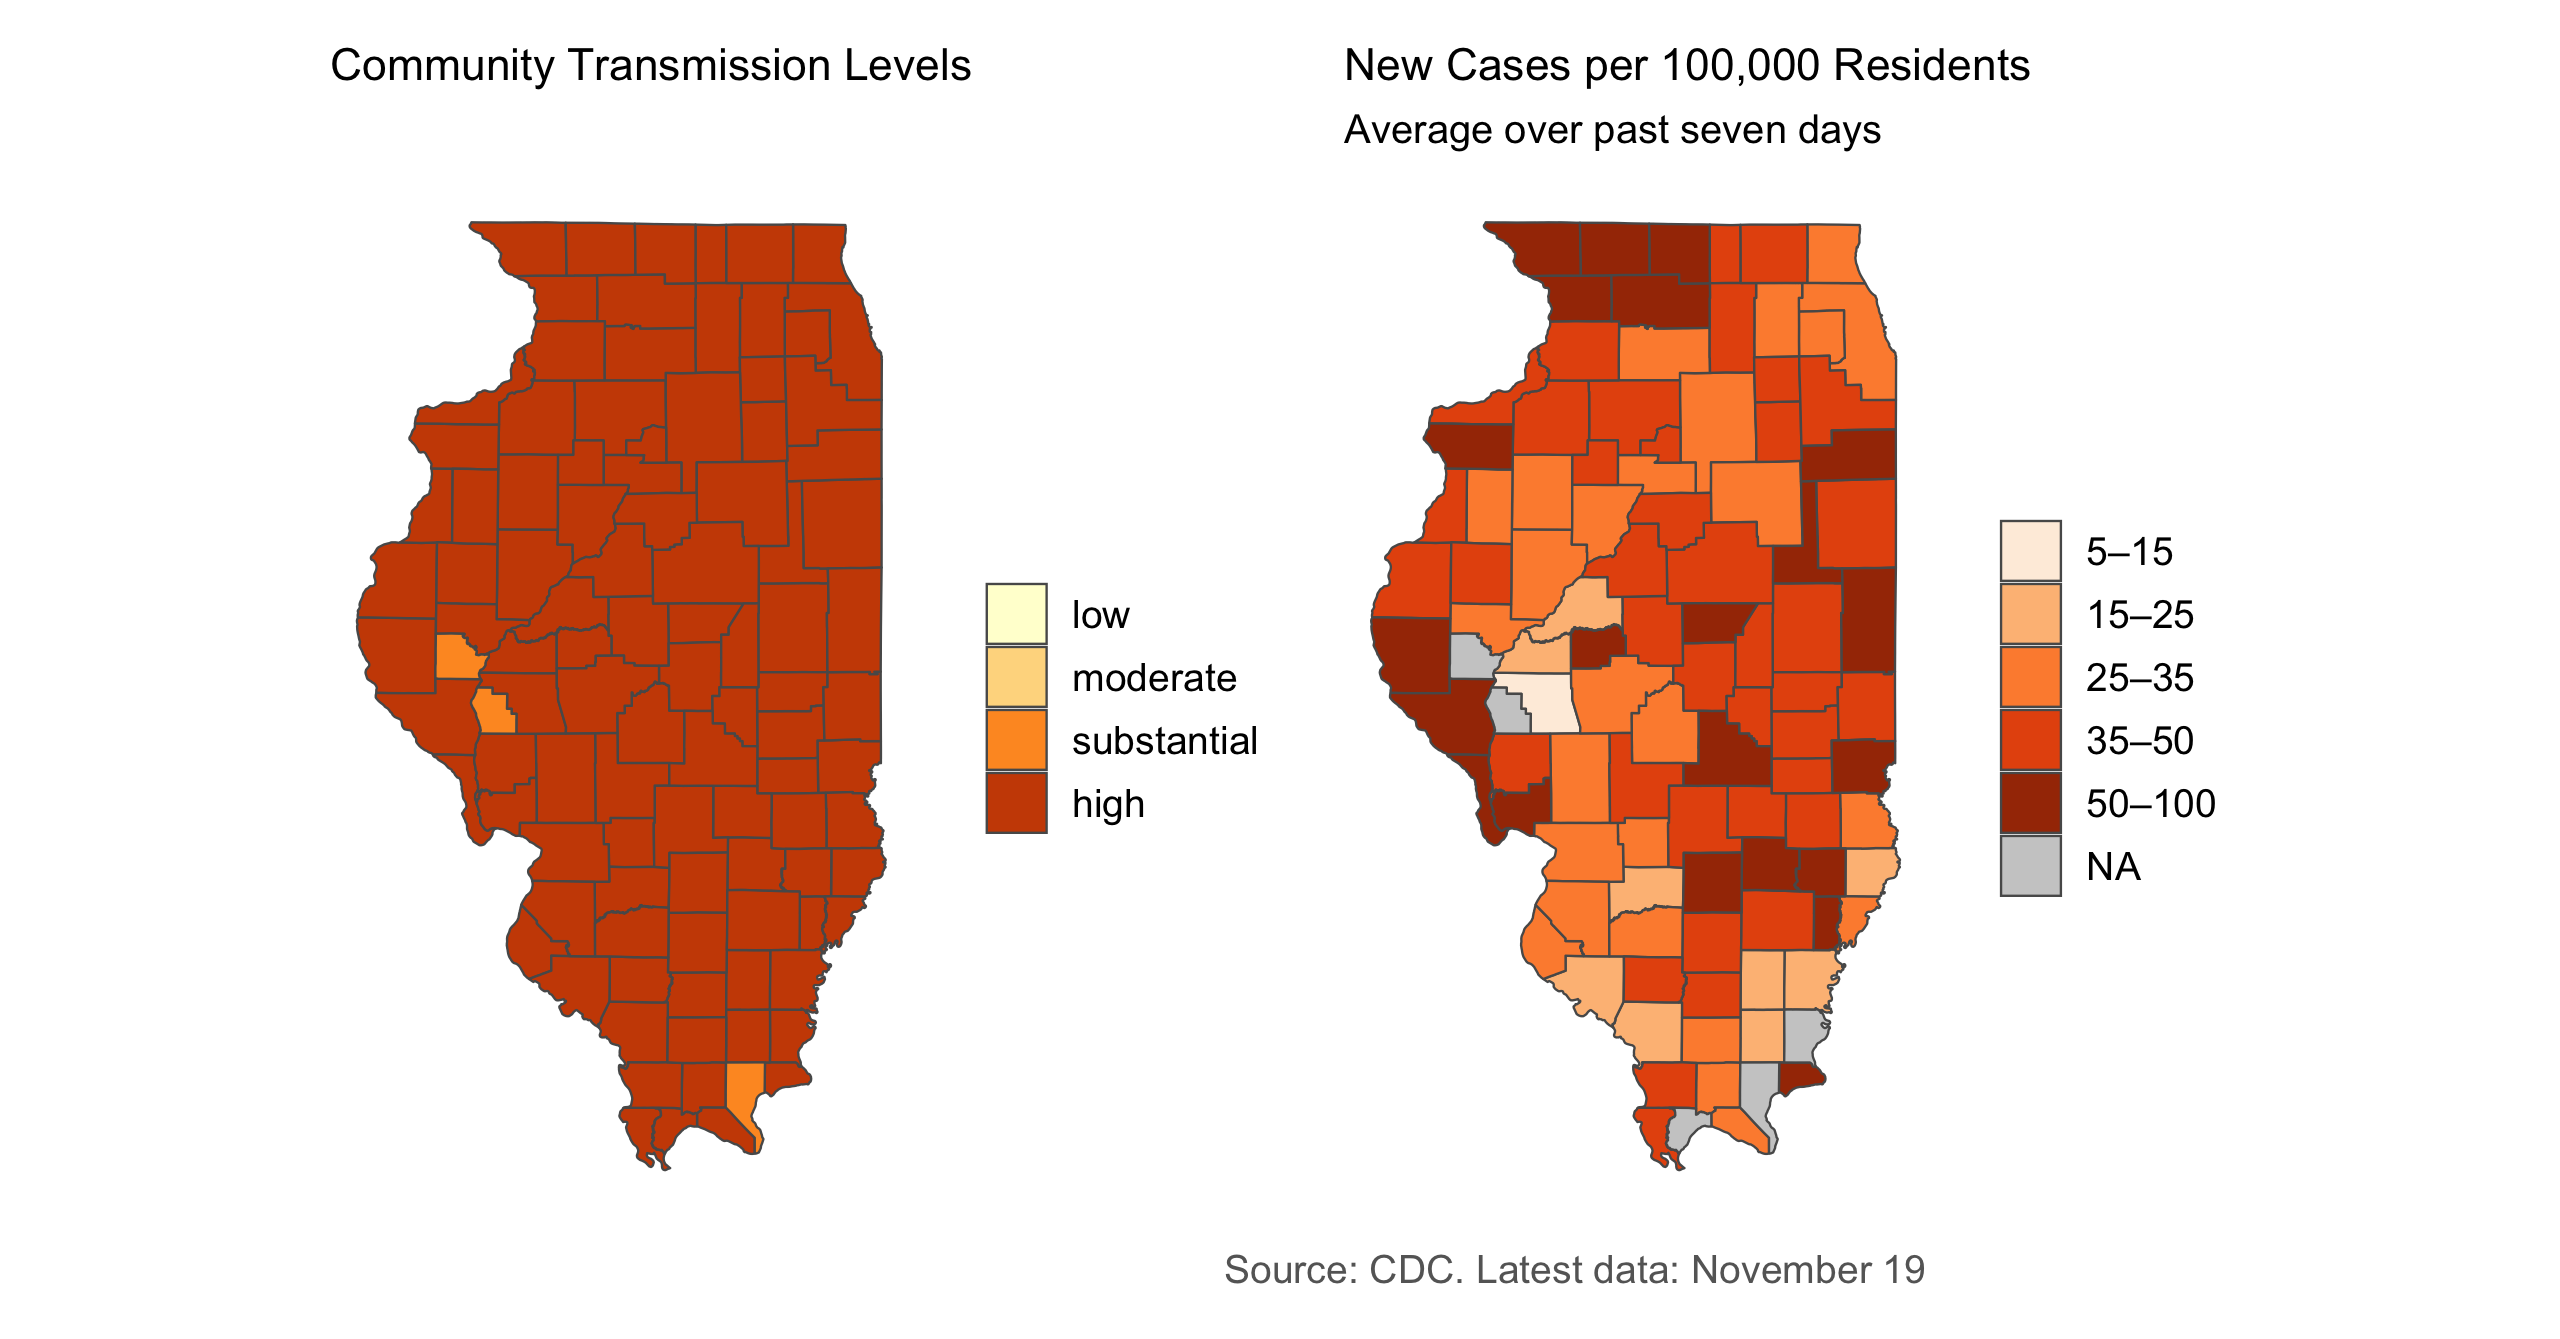 Community Transmission Levels
low
moderate
substantial
high
New Cases per 100,000 Residents
Average over past seven days
5–15
15–25
25–35
35–50
50–100
NA
Source: CDC. Latest data: November 19